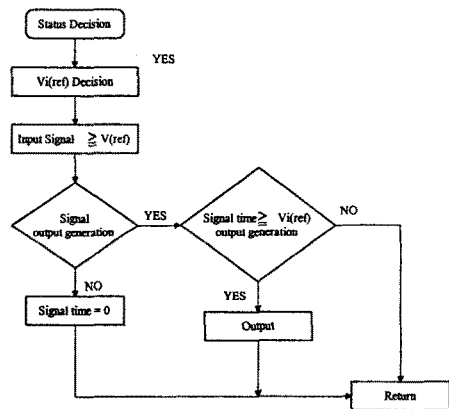 Status Decision
YES
Vi(ref) Decision
Input Signal ≧ V(ref)
Signal
output generation
YES
Signal time ≧ Vi(ref)
output generation
NO
NO
YES
Signal time = 0
Output
Return